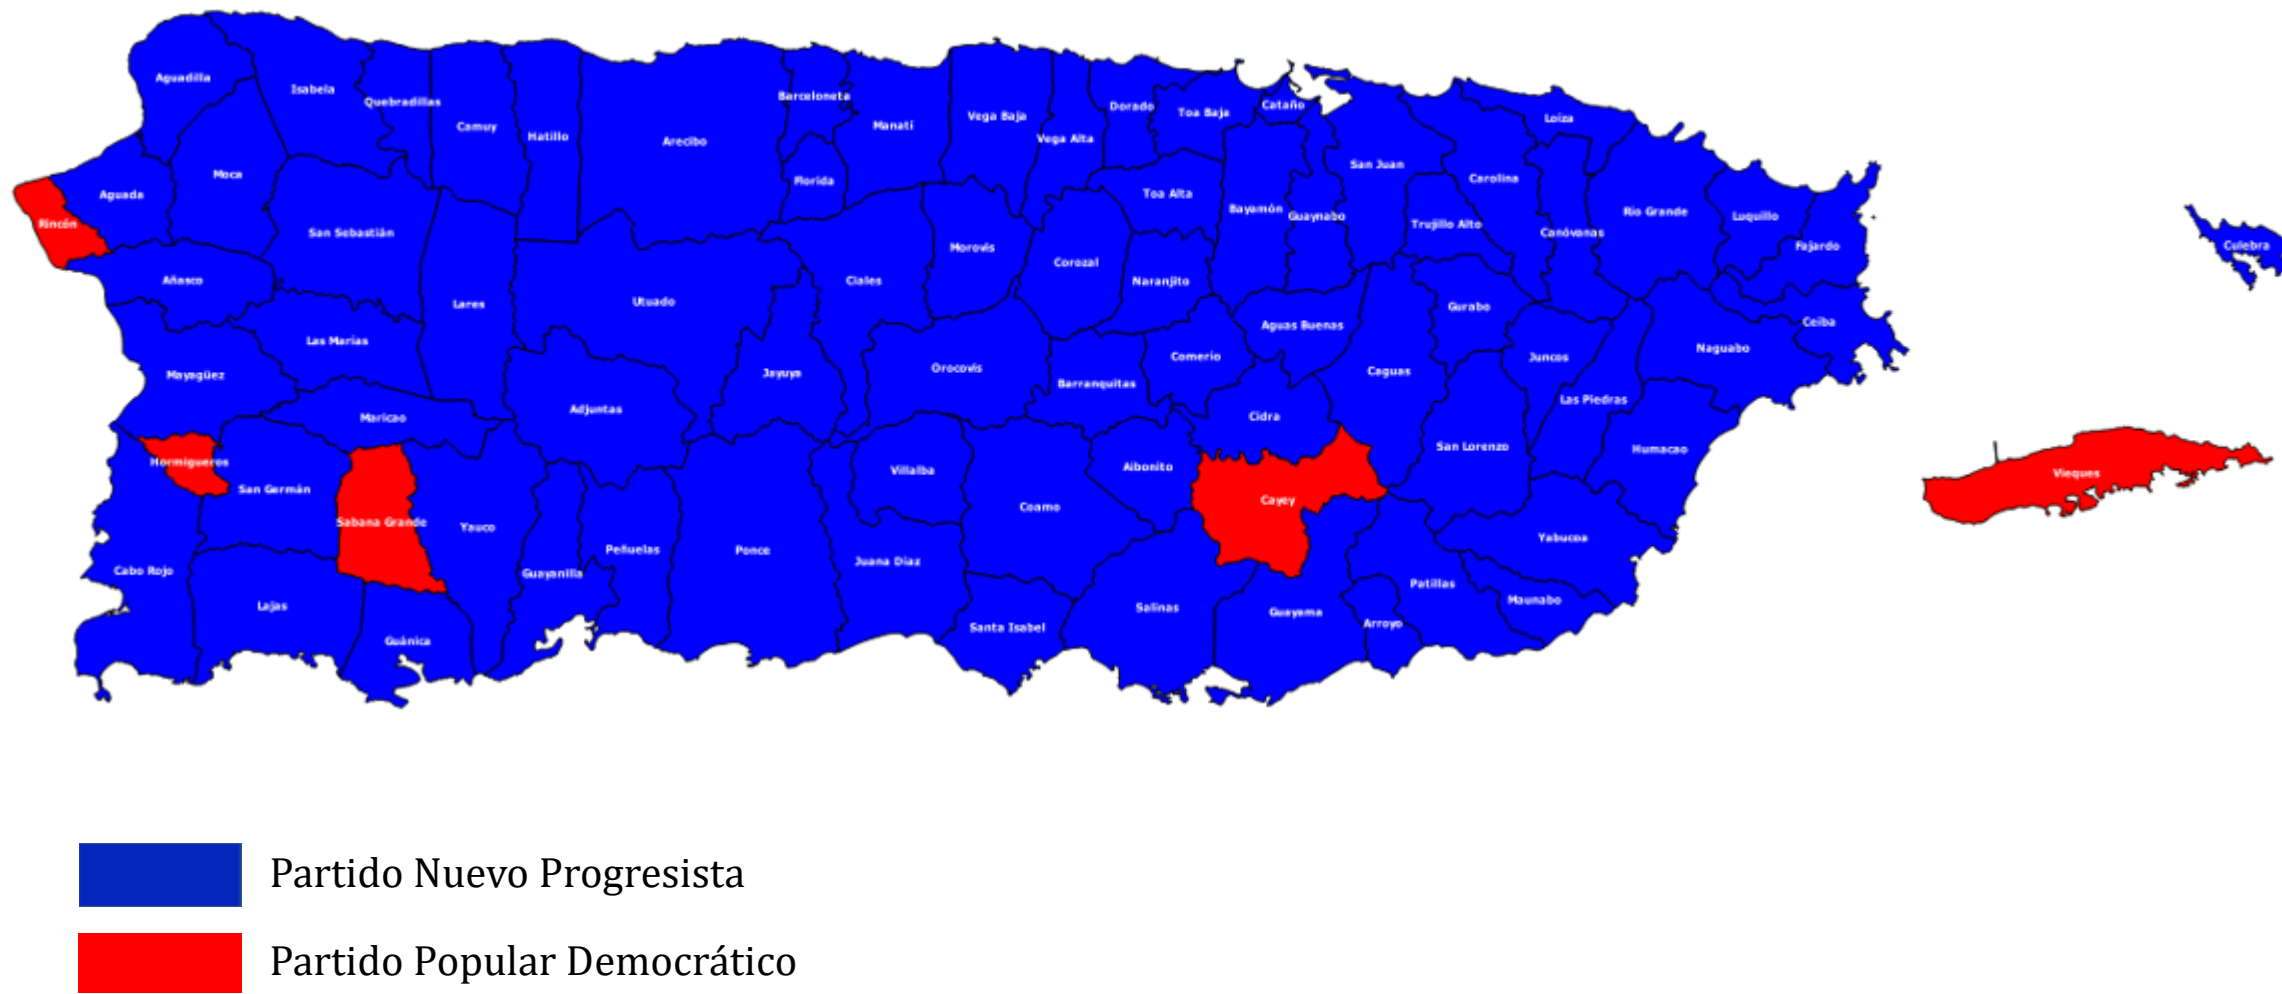 Aguadilla
Isabela
Quebradillas
Camuy
Hatillo
Arecibo
Barceloneta
Manatí
Vega Baja
Vega Alta
Dorado
Toa Baja
Cataño
Loiza
Moca
Aguada
Rincón
San Sebastián
Florida
Toa Alta
Bayamón
Guaynabo
San Juan
Carolina
Trujillo Alto
Canóvanas
Río Grande
Luquillo
Fajardo
Culebra
Añasco
Las Marías
Lares
Utuado
Ciales
Morovis
Corozal
Naranjito
Aguas Buenas
Gurabo
Ceiba
Mayagüez
Maricao
Adjuntas
Jayuya
Orocovis
Barranquitas
Comerío
Cidra
Caguas
Juncos
Las Piedras
Naguabo
Hormigueros
San Germán
Sabana Grande
Yauco
Guayanilla
Peñuelas
Ponce
Villalba
Juana Díaz
Coamo
Aibonito
Cayey
San Lorenzo
Humacao
Vieques
Cabo Rojo
Lajas
Guánica
Santa Isabel
Salinas
Guayama
Arroyo
Patillas
Maunabo
Yabucoa
Partido Nuevo Progresista
Partido Popular Democrático